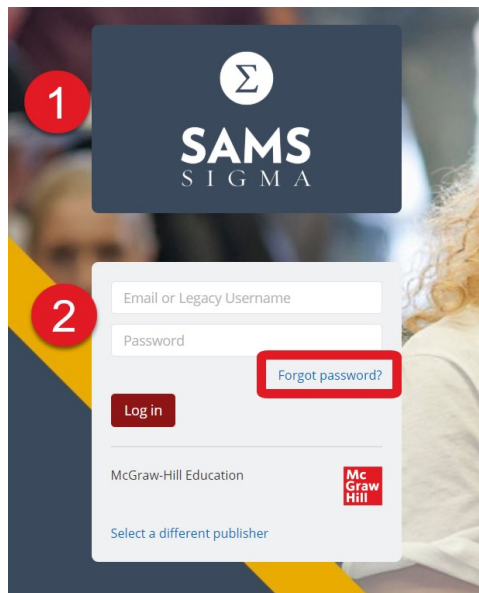 1
Σ
SAMS
SIGMA
2
Email or Legacy Username
Password
Forgot password?
Log in
McGraw-Hill Education
Mc
Graw
Hill
Select a different publisher